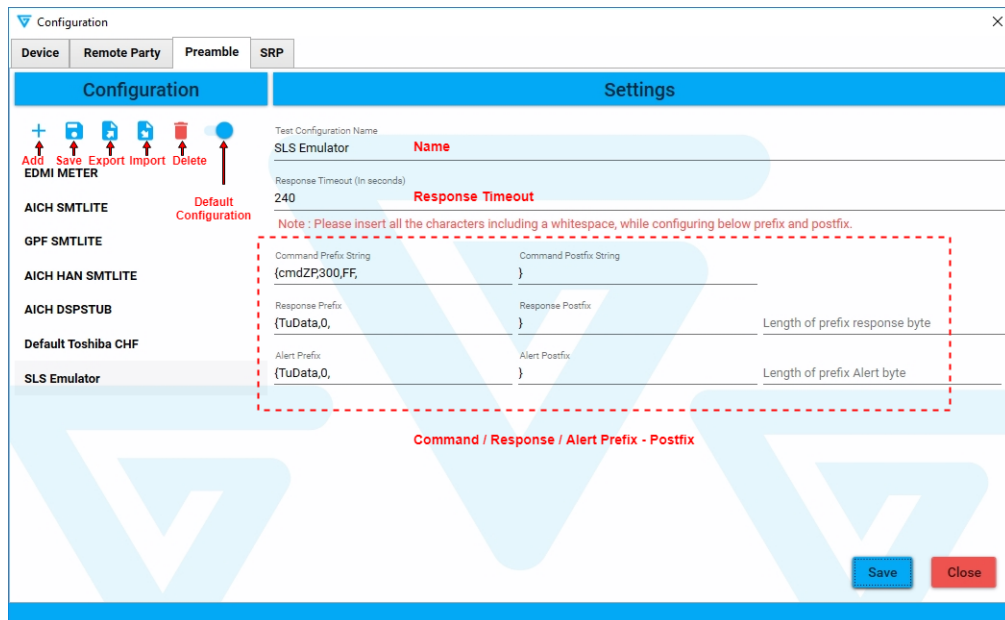 Configuration
Device Remote Party Preamble SRP
Configuration
Settings
Add Save Export Import Delete
Default
Configuration
EDMI METER
AICH SMTLITE
GPF SMTLITE
AICH HAN SMTLITE
AICH DSPSTUB
Default Toshiba CHF
SLS Emulator
Test Configuration Name
SLS Emulator Name
Response Timeout (In seconds)
240 Response Timeout
Note : Please insert all the characters including a whitespace, while configuring below prefix and postfix.
Command Prefix String Command Postfix String
{cmdZP,300,FF, }
Response Prefix Response Postfix
{TuData,0, } Length of prefix response byte
Alert Prefix Alert Postfix
{TuData,0, } Length of prefix Alert byte
Command / Response / Alert Prefix - Postfix
Save Close